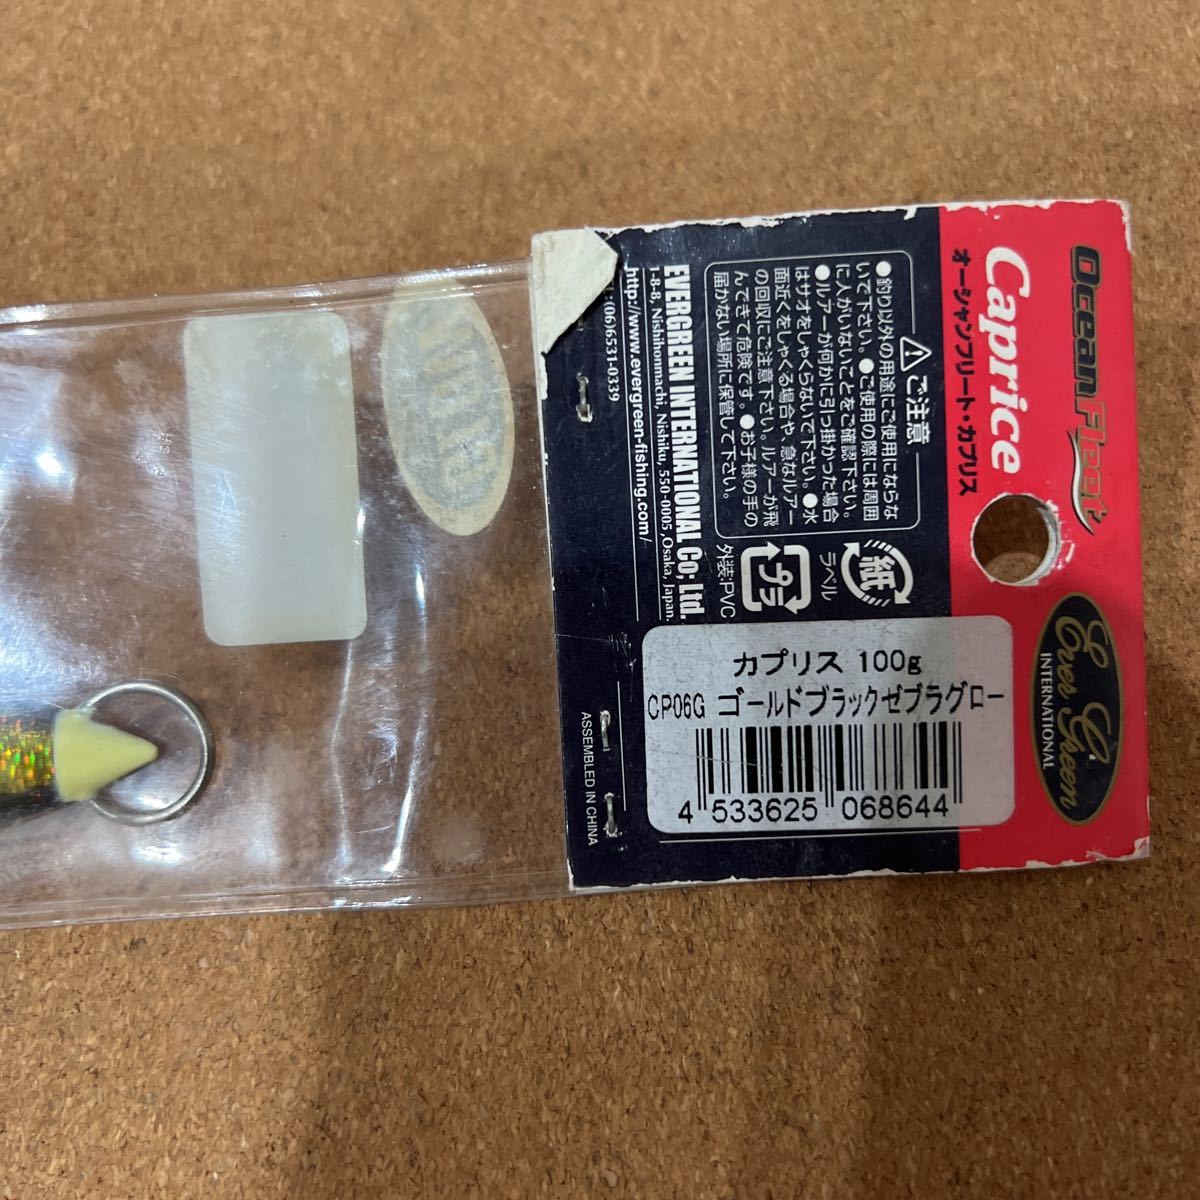 Ocean Fleet
Caprice
オーシャンフリート・カプリス
Ever Green
INTERNATIONAL
ご注意
●釣り以外の用途にご使用にならな
いで下さい。●ご使用の際には周囲
に人がいないことをご確認下さい。
●ルアーが何かに引っ掛かった場合
はサオをしゃくらないで下さい。●水
面近くをしゃくる場合や、急なルアー
の回収にご注意下さい。ルアーが飛
んできて危険です。●お子様の手の
届かない場所に保管して下さい。
紙
ラベル
プラ
外装:PVC
EVERGREEN INTERNATIONAL Co; Ltd.
1-8-8, Nishihonmachi, Nishiku, 550-0005, Osaka, Japan.
(06)6531-0339
http://www.evergreen-fishing.com/
ASSEMBLED IN CHINA
カプリス 100g
CP06G ゴールドブラックゼブラグロー
4 533625 068644